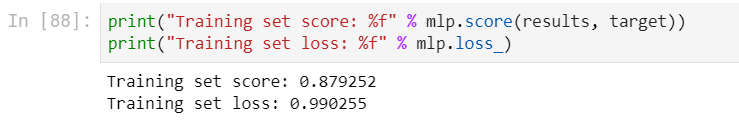 In [88]: print("Training set score: %f" % mlp.score(results, target))
print("Training set loss: %f" % mlp.loss_)
Training set score: 0.879252
Training set loss: 0.990255